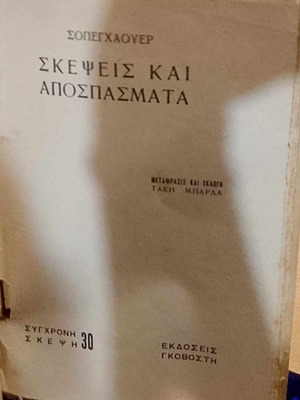 ΣΟΠΕΓΧΑΟΥΕΡ
ΣΚΕΨΕΙΣ ΚΑΙ
ΑΠΟΣΠΑΣΜΑΤΑ
ΜΕΤΑΦΡΑΣΙΣ ΚΑΙ ΕΚΛΟΓΗ
ΤΑΚΗ ΜΠΑΡΛΑ
ΣΥΓΧΡΟΝΗ
ΣΚΕΨΗ 30
ΕΚΔΟΣΕΙΣ
ΓΚΟΒΟΣΤΗ